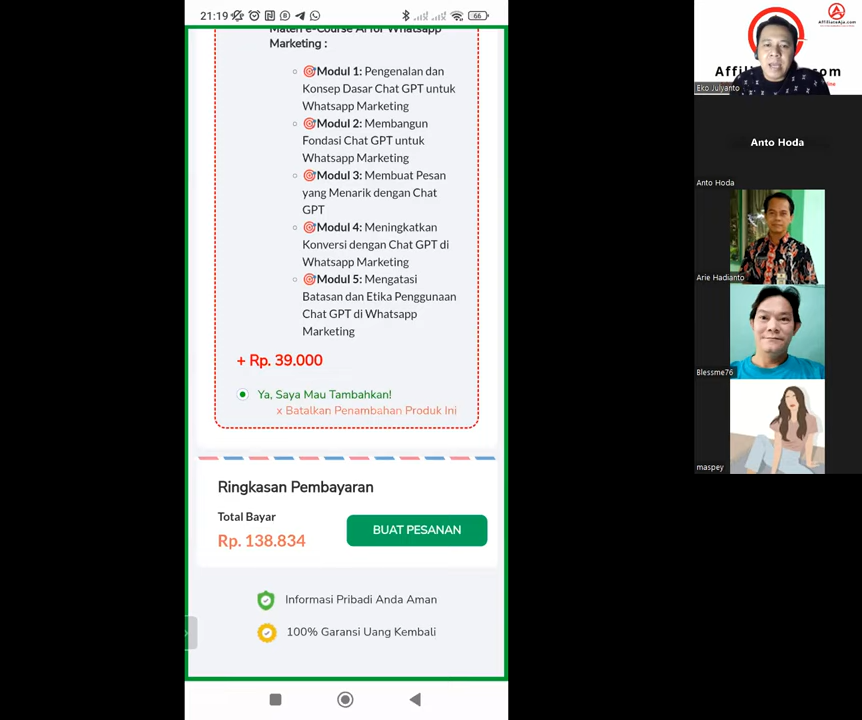 21:19
66
Materi e-Course AI for Whatsapp
Marketing :
Modul 1: Pengenalan dan
Konsep Dasar Chat GPT untuk
Whatsapp Marketing
Modul 2: Membangun
Fondasi Chat GPT untuk
Whatsapp Marketing
Modul 3: Membuat Pesan
yang Menarik dengan Chat
GPT
Modul 4: Meningkatkan
Konversi dengan Chat GPT di
Whatsapp Marketing
Modul 5: Mengatasi
Batasan dan Etika Penggunaan
Chat GPT di Whatsapp
Marketing
+ Rp. 39.000
Ya, Saya Mau Tambahkan!
x Batalkan Penambahan Produk Ini
Ringkasan Pembayaran
Total Bayar
Rp. 138.834
BUAT PESANAN
Informasi Pribadi Anda Aman
100% Garansi Uang Kembali
AffiliateAja.com
Eko Julyanto
Anto Hoda
Anto Hoda
Arie Hadianto
Blessme76
maspey